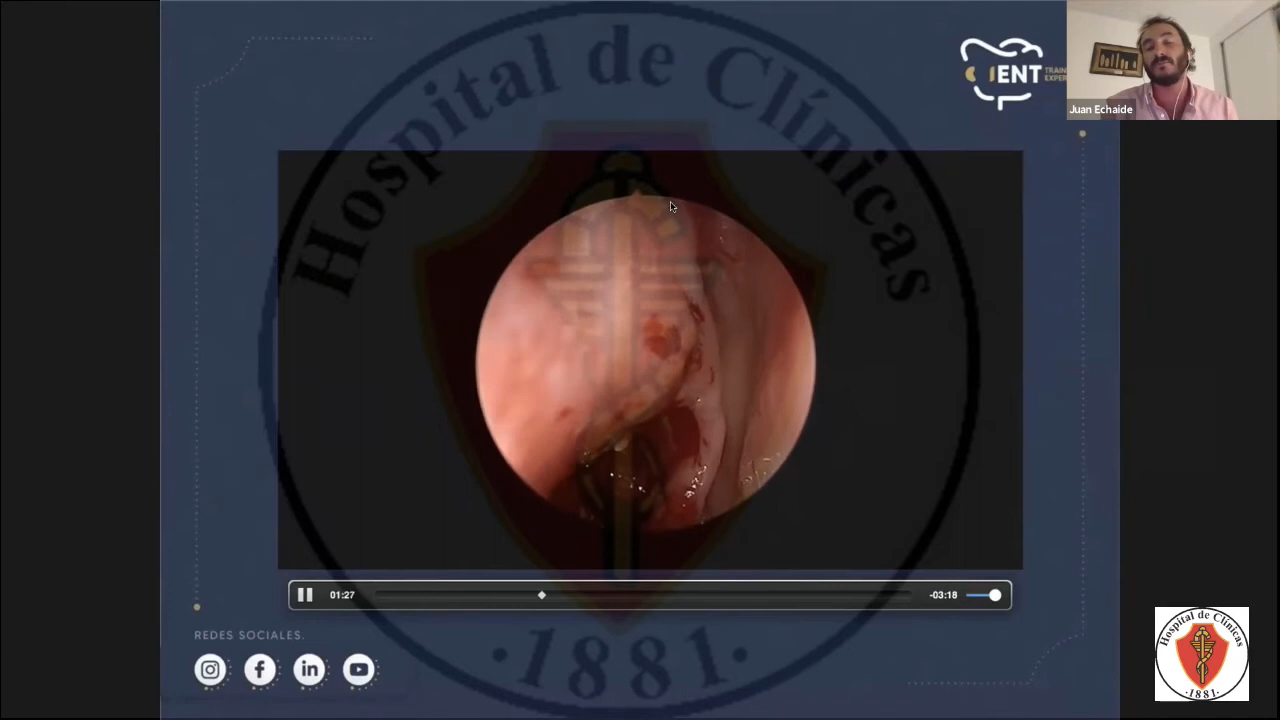 Hospital de Clínicas
ENT
Juan Echaide
01:27
-03:18
REDES SOCIALES.
·1881·
Hospital de Clínicas
·1881·